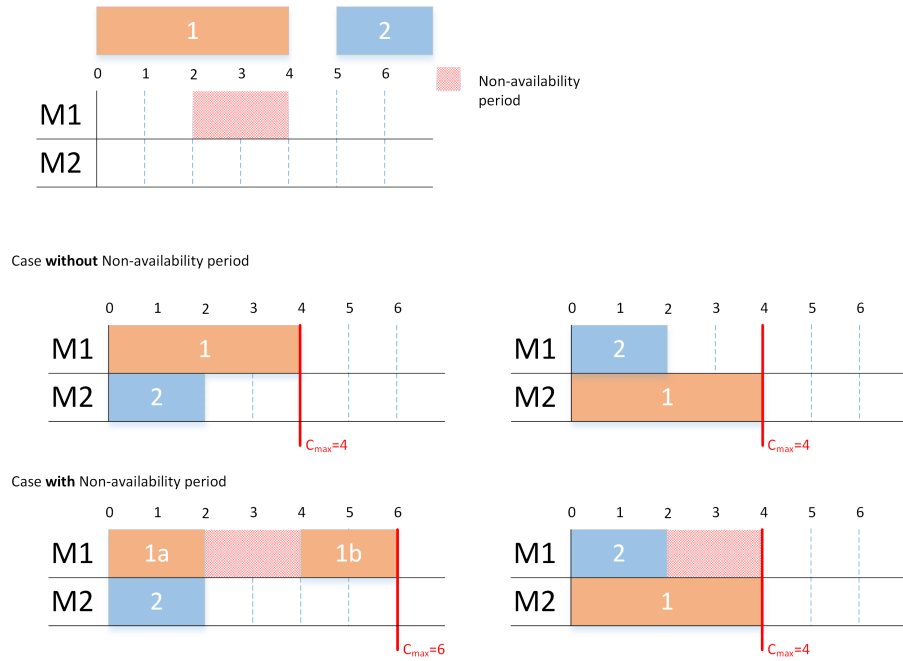 1 2
0 1 2 3 4 5 6
Non-availability
period
M1
M2
Case without Non-availability period
0 1 2 3 4 5 6
M1 1
M2 2
Cmax=4
0 1 2 3 4 5 6
M1 2
M2 1
Cmax=4
Case with Non-availability period
0 1 2 3 4 5 6
M1 1a 1b
M2 2
Cmax=6
0 1 2 3 4 5 6
M1 2
M2 1
Cmax=4